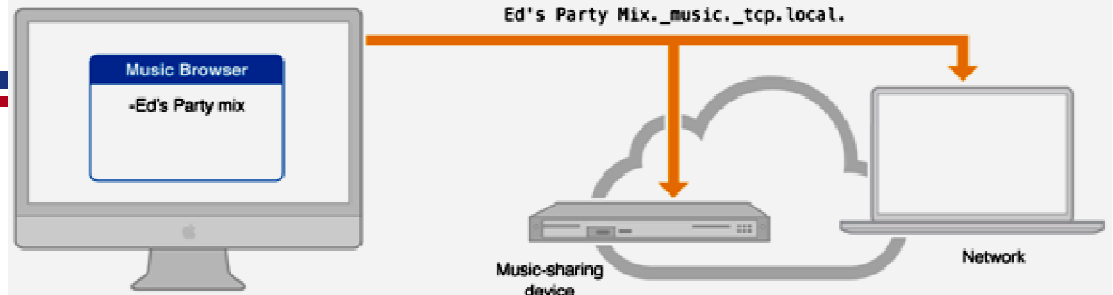 Ed's Party Mix._music._tcp.local.
Music Browser
-Ed's Party mix
Music-sharing
device
Network